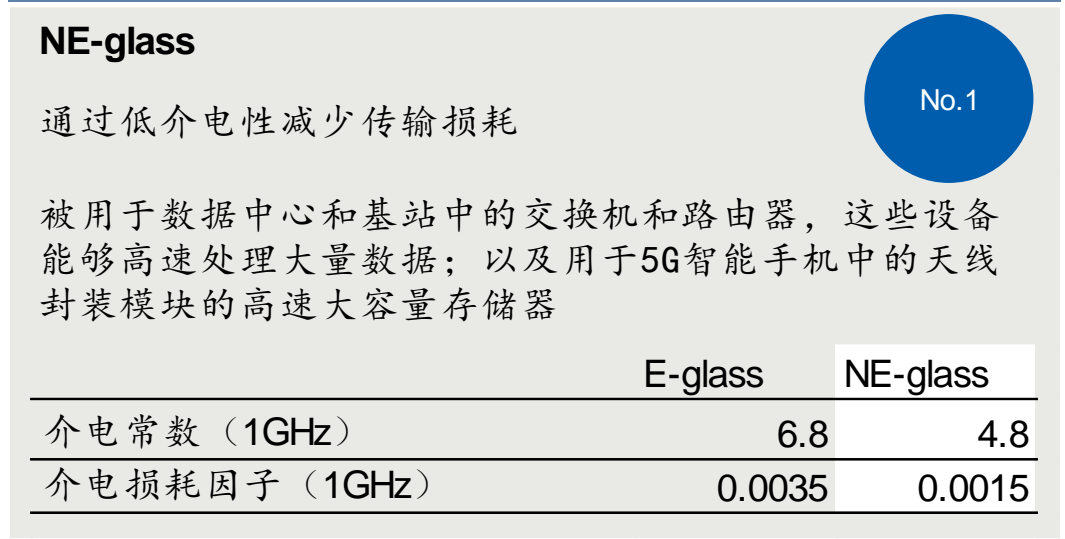 NE-glass
No.1
通过低介电性减少传输损耗
被用于数据中心和基站中的交换机和路由器，这些设备
能够高速处理大量数据；以及用于5G智能手机中的天线
封装模块的高速大容量存储器
E-glass NE-glass
介电常数（1GHz） 6.8 4.8
介电损耗因子（1GHz） 0.0035 0.0015